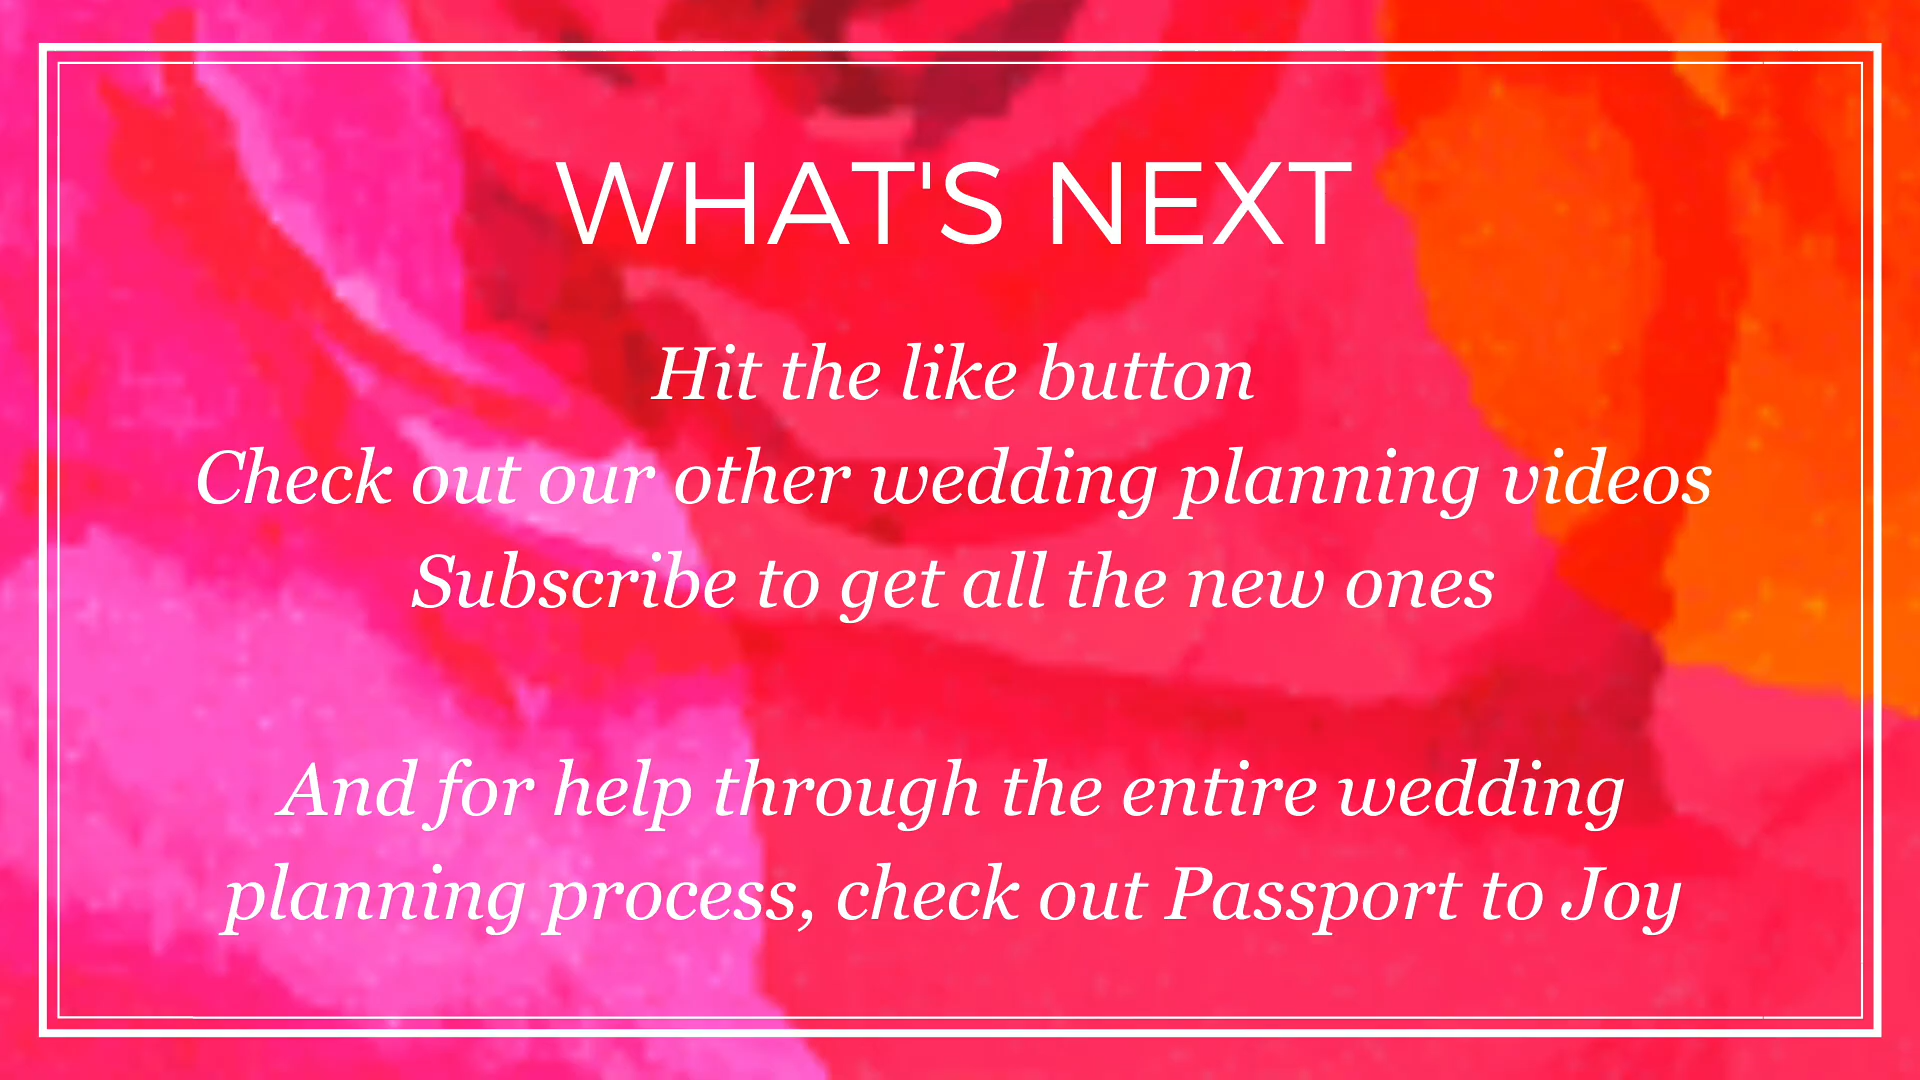 WHAT'S NEXT
Hit the like button
Check out our other wedding planning videos
Subscribe to get all the new ones
And for help through the entire wedding
planning process, check out Passport to Joy